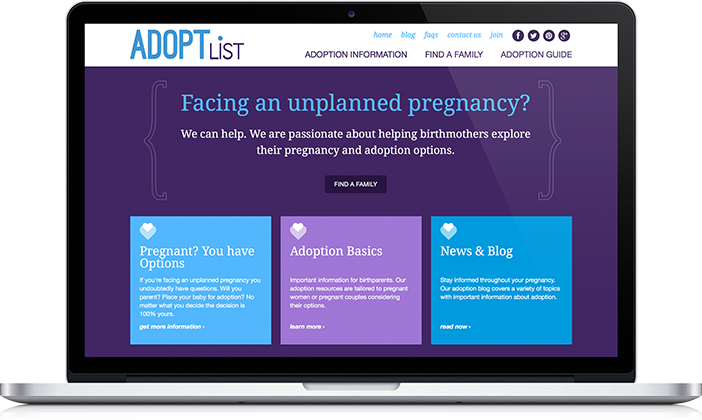 ADOPTLiST
home blog faqs contact us join
ADOPTION INFORMATION FIND A FAMILY ADOPTION GUIDE
Facing an unplanned pregnancy?
We can help. We are passionate about helping birthmothers explore
their pregnancy and adoption options.
FIND A FAMILY
Pregnant? You have
Options
If you're facing an unplanned pregnancy you
undoubtedly have questions. Will you
parent? Place your baby for adoption? No
matter what you decide the decision is
100% yours.
get more information ›
Adoption Basics
Important information for birthparents. Our
adoption resources are tailored to pregnant
women or pregnant couples considering
their options.
learn more ›
News & Blog
Stay informed throughout your pregnancy.
Our adoption blog covers a variety of topics
with important information about adoption.
read now ›